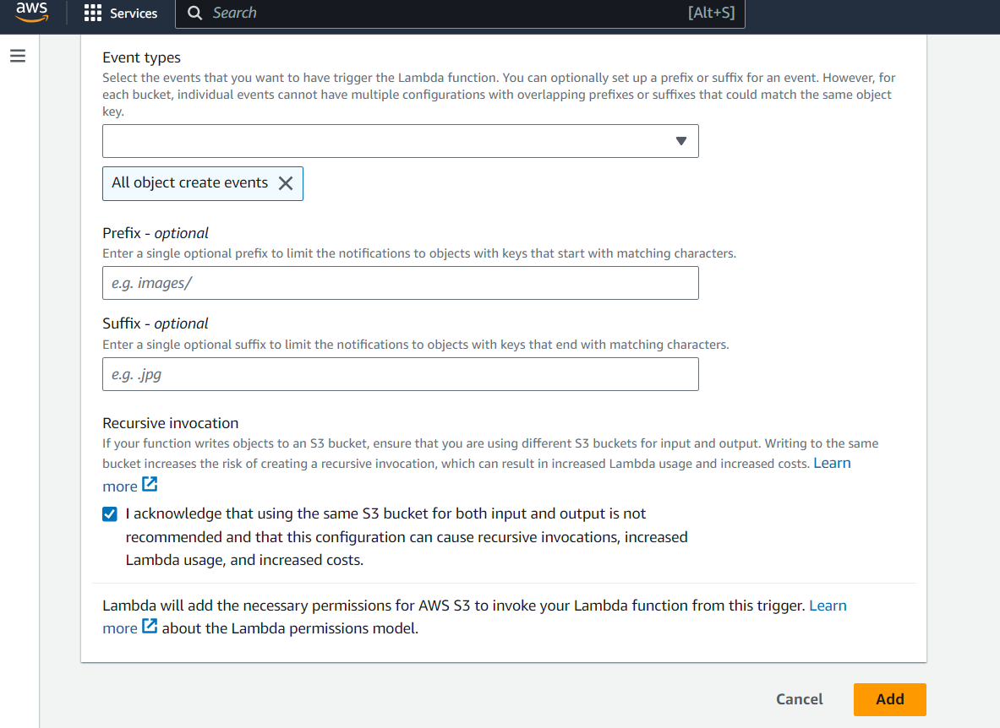 aws
Services
Search
[Alt+S]
Event types
Select the events that you want to have trigger the Lambda function. You can optionally set up a prefix or suffix for an event. However, for
each bucket, individual events cannot have multiple configurations with overlapping prefixes or suffixes that could match the same object
key.
All object create events
Prefix - optional
Enter a single optional prefix to limit the notifications to objects with keys that start with matching characters.
e.g. images/
Suffix - optional
Enter a single optional suffix to limit the notifications to objects with keys that end with matching characters.
e.g. .jpg
Recursive invocation
If your function writes objects to an S3 bucket, ensure that you are using different S3 buckets for input and output. Writing to the same
bucket increases the risk of creating a recursive invocation, which can result in increased Lambda usage and increased costs. Learn
more
I acknowledge that using the same S3 bucket for both input and output is not
recommended and that this configuration can cause recursive invocations, increased
Lambda usage, and increased costs.
Lambda will add the necessary permissions for AWS S3 to invoke your Lambda function from this trigger. Learn
more about the Lambda permissions model.
Cancel
Add